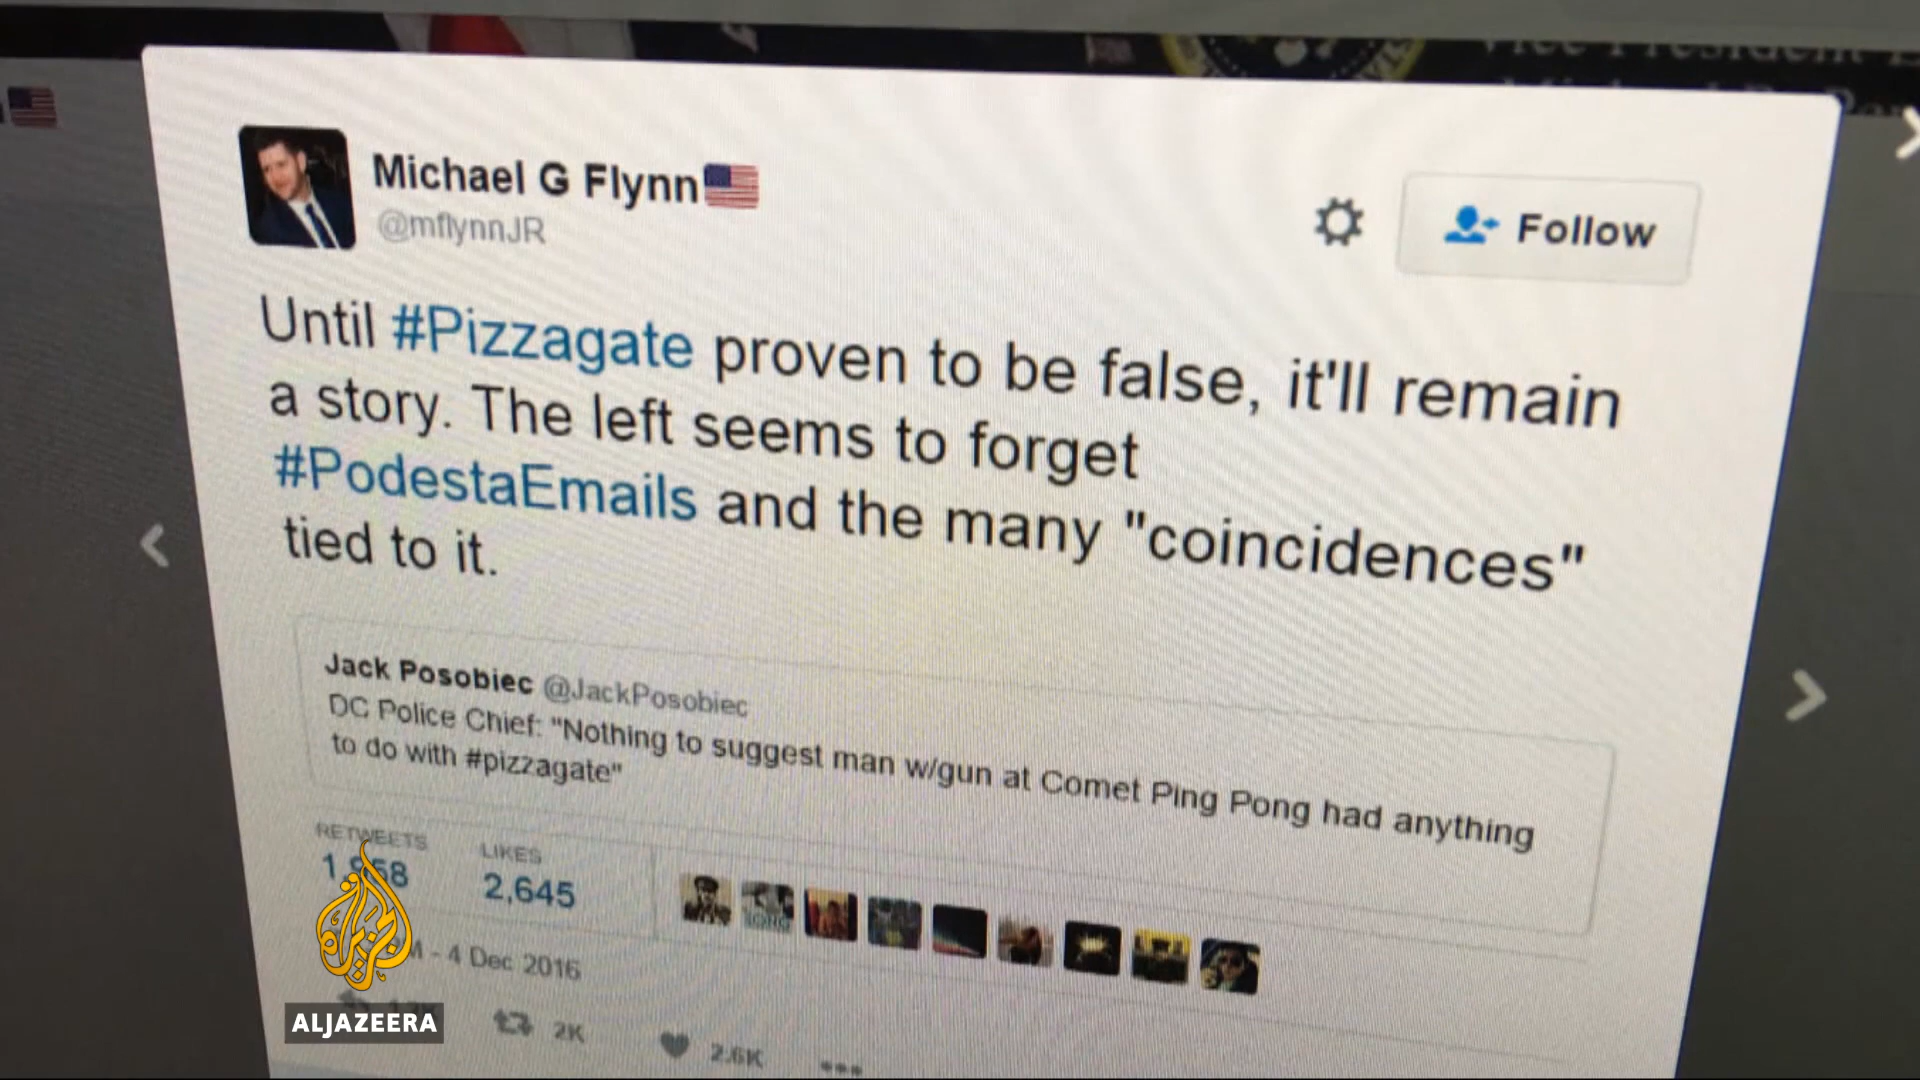 Michael G Flynn
@mflynnJR
Follow
Until #Pizzagate proven to be false, it'll remain
a story. The left seems to forget
#PodestaEmails and the many "coincidences"
tied to it.
Jack Posobiec @JackPosobiec
DC Police Chief: "Nothing to suggest man w/gun at Comet Ping Pong had anything
to do with #pizzagate"
RETWEETS
LIKES
2,645
- 4 Dec 2016
2K
2.6K
ALJAZEERA